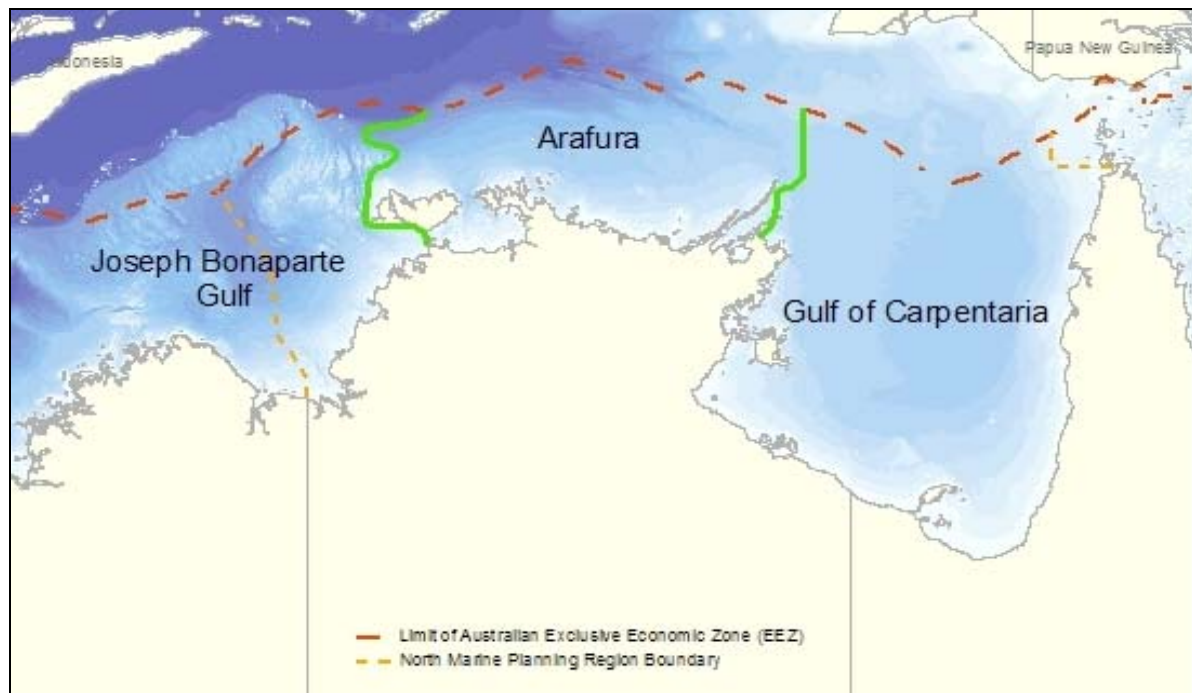 ndonesia
Papua New Guinea
Arafura
Joseph Bonaparte
Gulf
Gulf of Carpentaria
Limit of Australian Exclusive Economic Zone (EEZ)
North Marine Planning Region Boundary